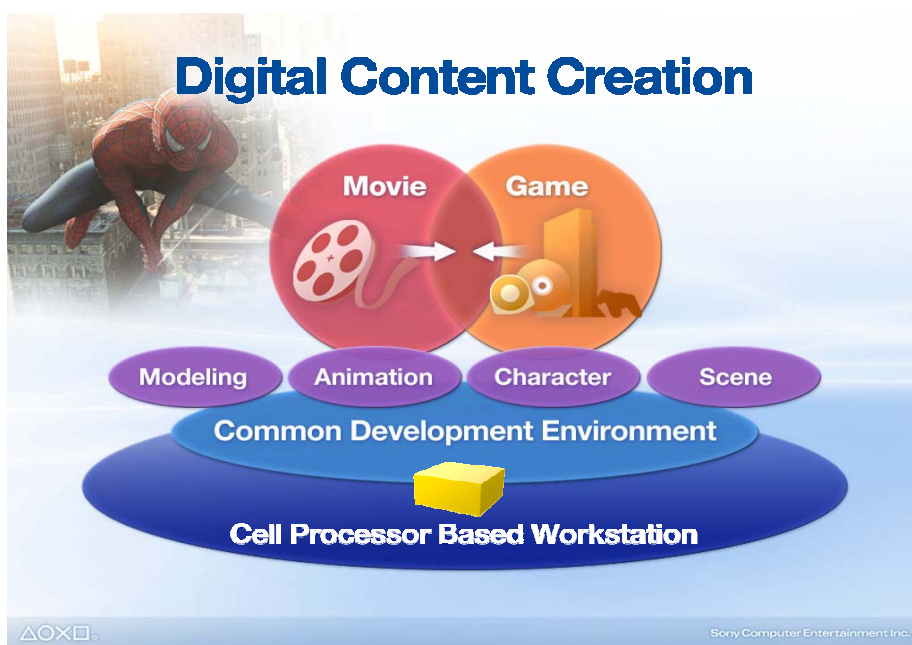 Digital Content Creation
Movie
Game
Modeling
Animation
Character
Scene
Common Development Environment
Cell Processor Based Workstation
△○×□®
Sony Computer Entertainment Inc.